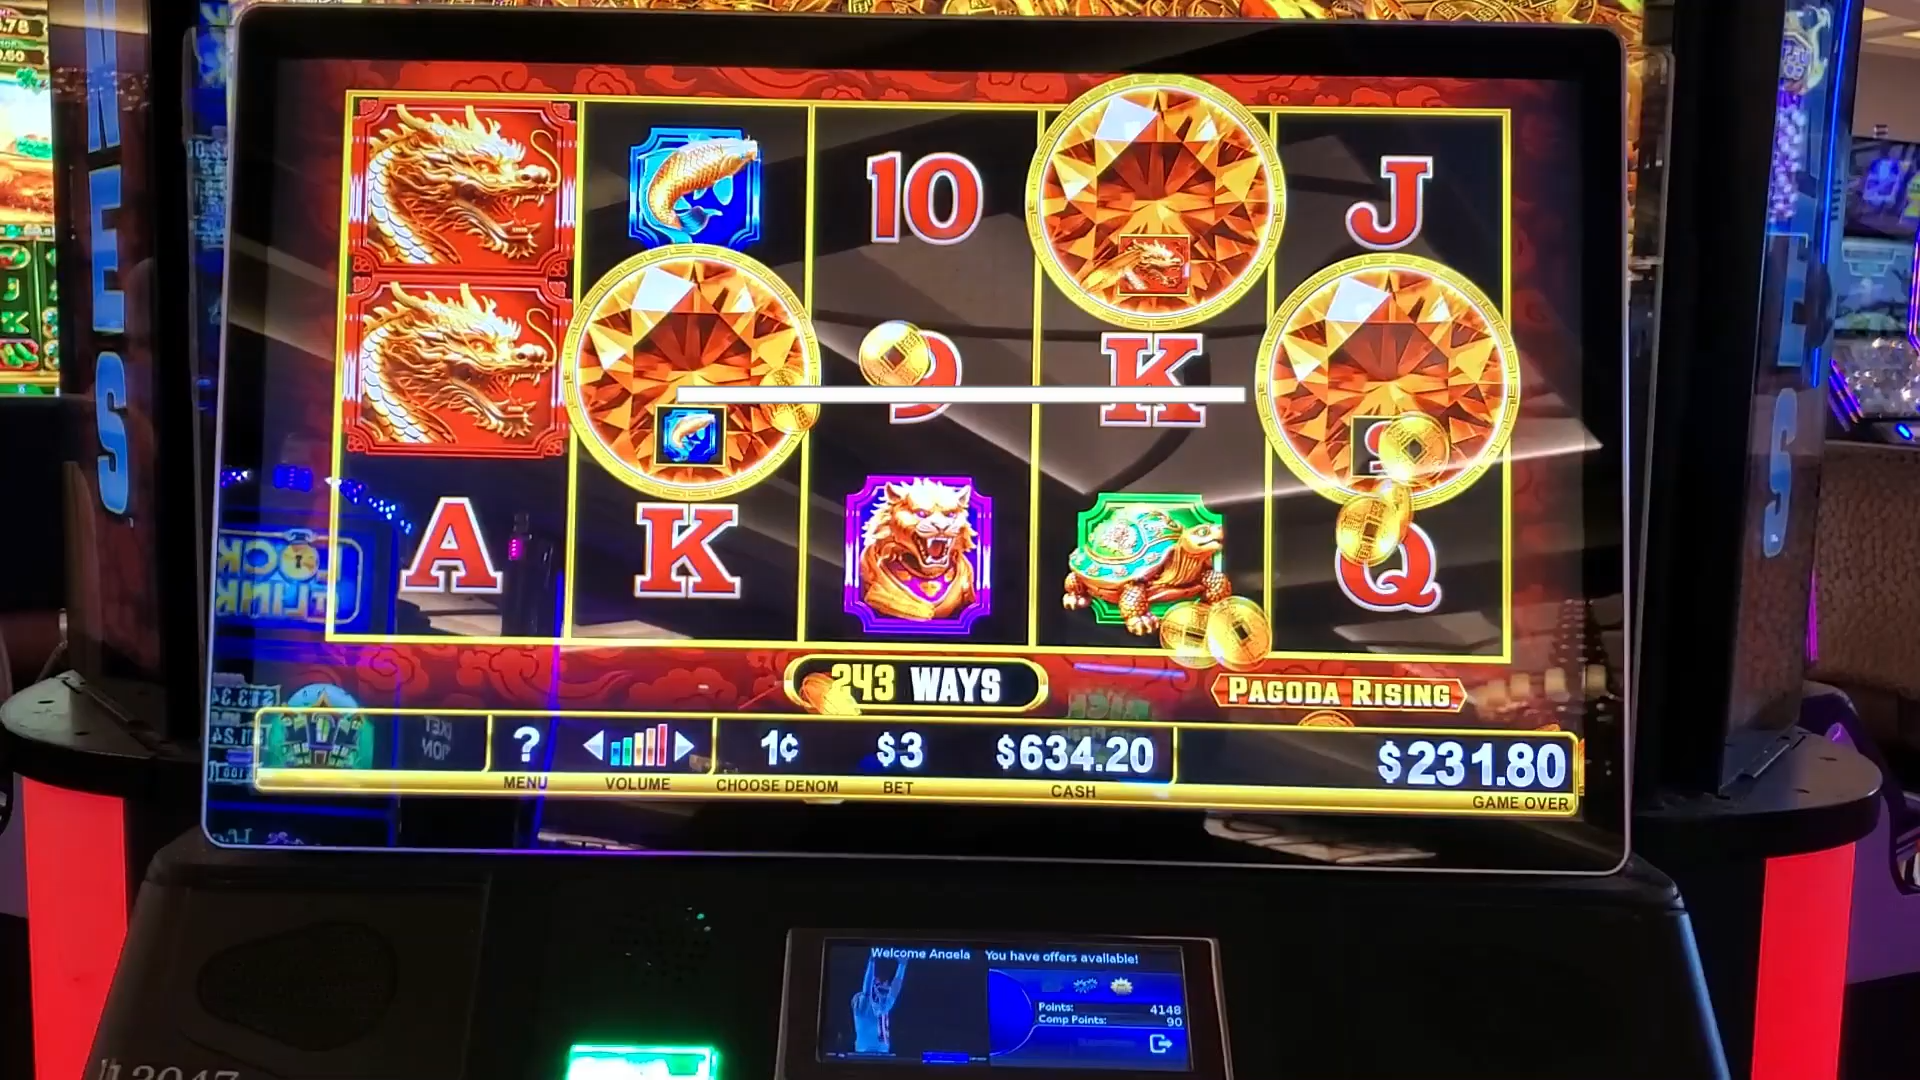 10
J
9
K
A
K
Q
243 WAYS
PAGODA RISING
?
1¢
$3
$634.20
$231.80
MENU
VOLUME
CHOOSE DENOM
BET
CASH
GAME OVER
Welcome Angela
You have offers available!
Points: 4148
Comp Points: 90